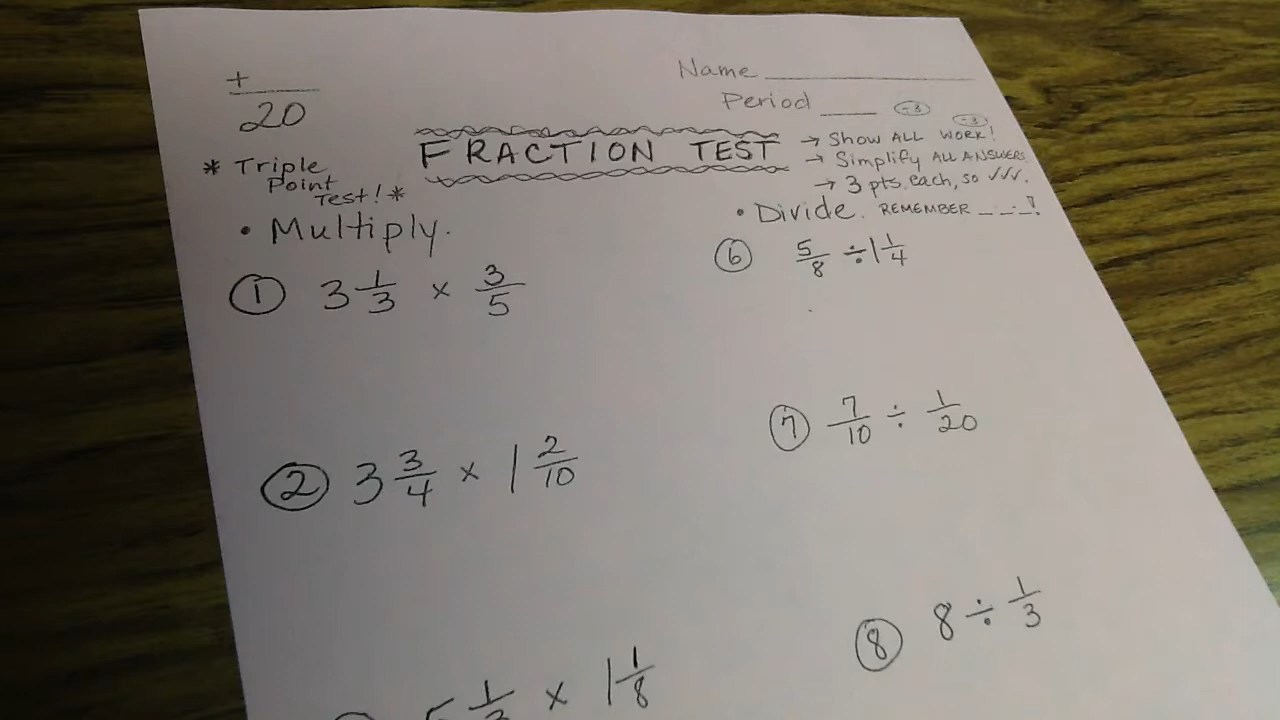 +
20
Name
Period
FRACTION TEST
* Triple
Point
Test! *
→ Show ALL WORK!
→ Simplify ALL ANSWERS
→ 3 pts. each, so ✓✓✓.
• Multiply.
• Divide. REMEMBER _ _ . _ !
① 3 1/3 × 3/5
② 3 3/4 × 1 2/10
1/3 × 1 1/8
⑥ 5/8 ÷ 1 1/4
⑦ 7/10 ÷ 1/20
⑧ 8 ÷ 1/3